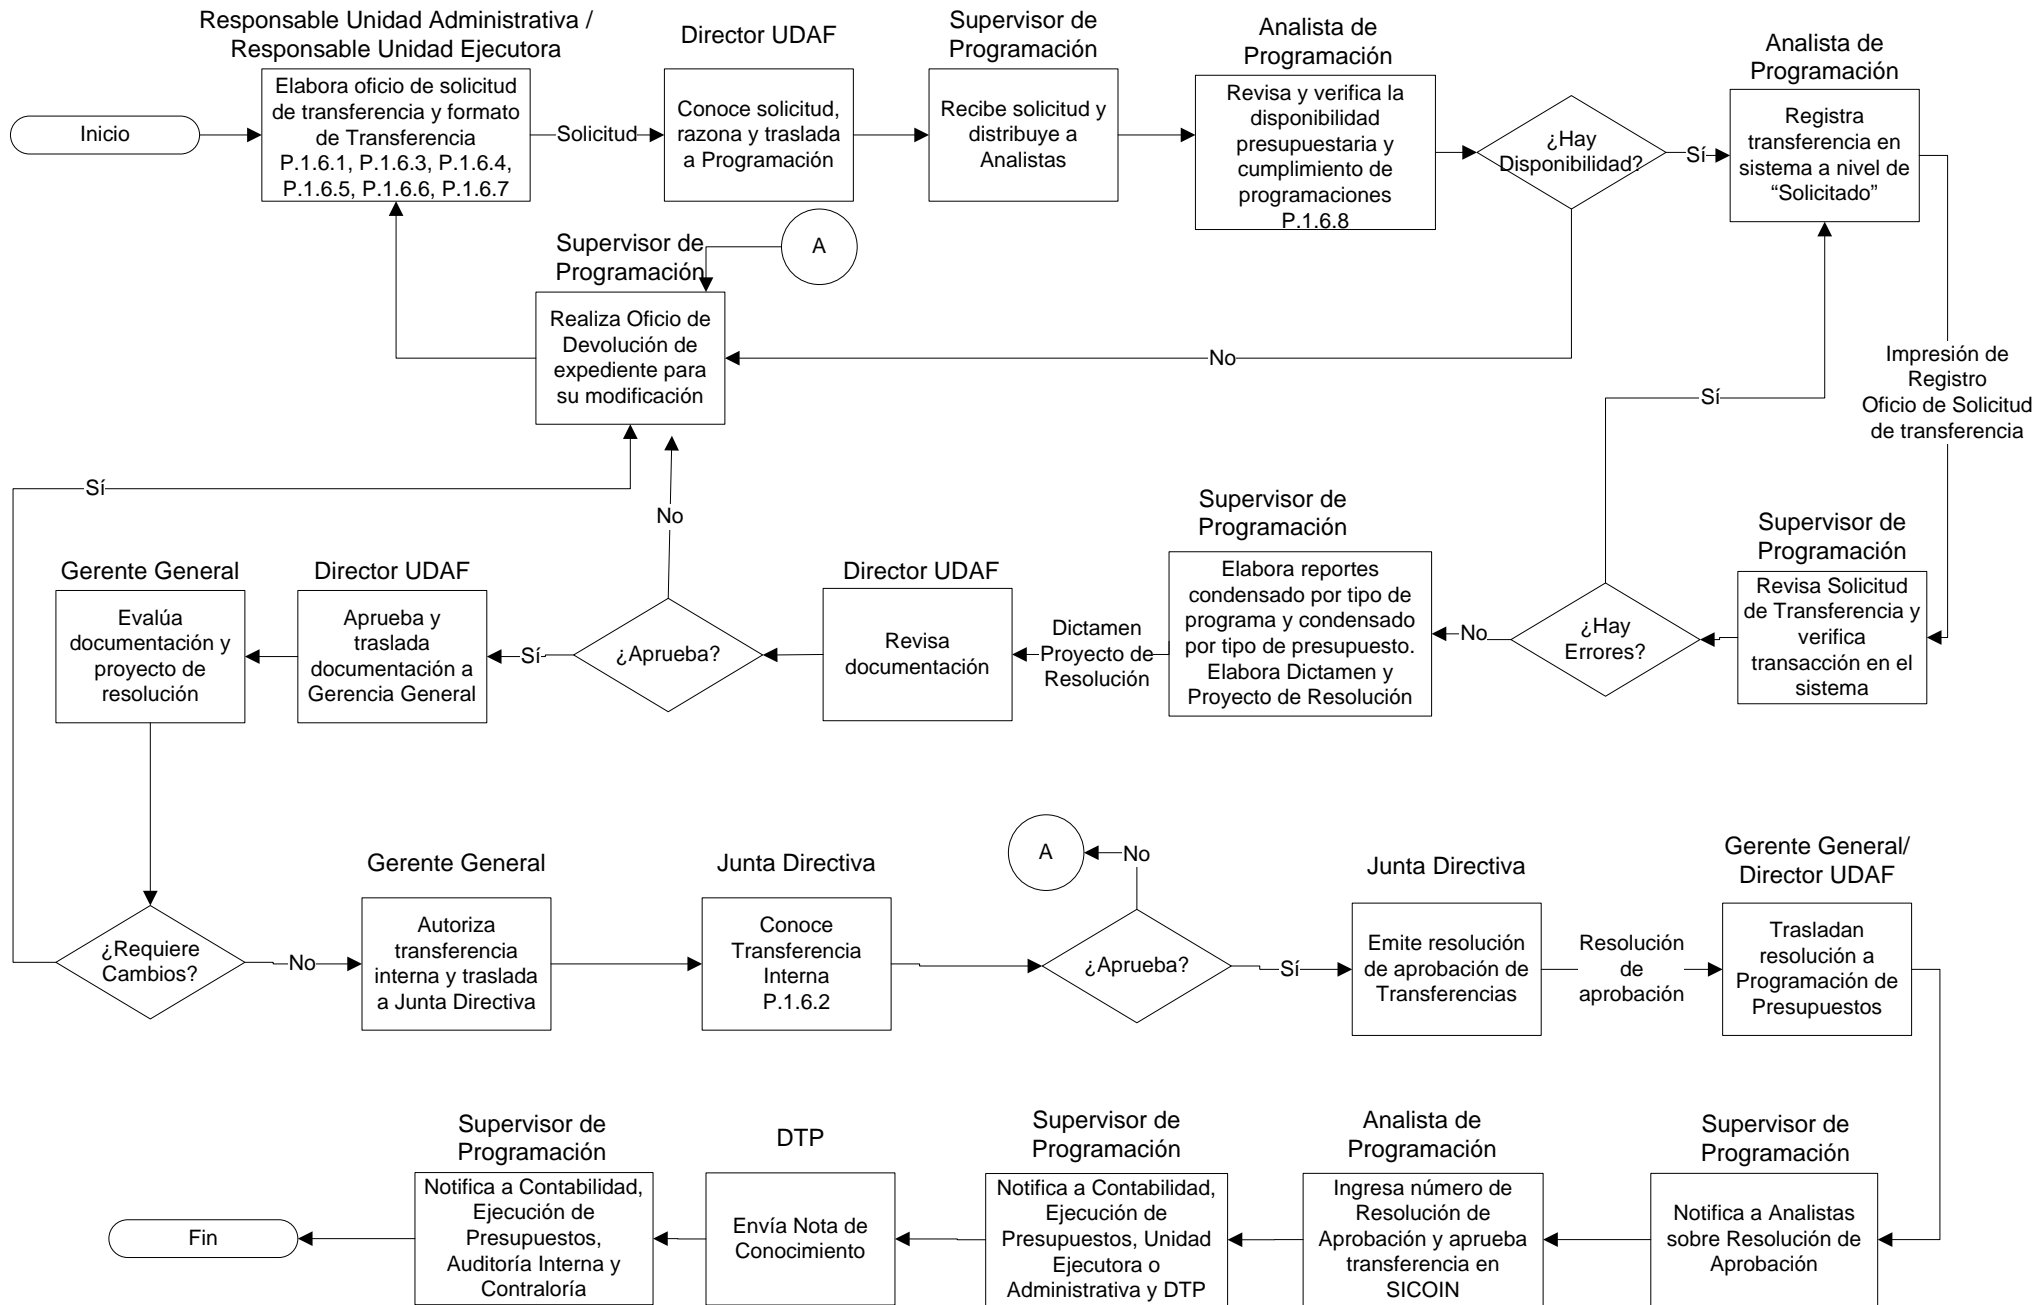 Responsable Unidad Administrativa /
Responsable Unidad Ejecutora
Director UDAF
Supervisor de
Programación
Analista de
Programación
Analista de
Programación
Inicio
Elabora oficio de solicitud
de transferencia y formato
de Transferencia
P.1.6.1, P.1.6.3, P.1.6.4,
P.1.6.5, P.1.6.6, P.1.6.7
Solicitud
Conoce solicitud,
razona y traslada
a Programación
Recibe solicitud y
distribuye a
Analistas
Revisa y verifica la
disponibilidad
presupuestaria y
cumplimiento de
programaciones
P.1.6.8
¿Hay
Disponibilidad?
Sí
Registra
transferencia en
sistema a nivel de
“Solicitado”
Supervisor de
Programación
A
Realiza Oficio de
Devolución de
expediente para
su modificación
No
Impresión de
Registro
Oficio de Solicitud
de transferencia
Sí
Sí
No
Supervisor de
Programación
Supervisor de
Programación
Gerente General
Director UDAF
Director UDAF
Evalúa
documentación y
proyecto de
resolución
Aprueba y
traslada
documentación a
Gerencia General
Sí
¿Aprueba?
Revisa
documentación
Dictamen
Proyecto de
Resolución
Elabora reportes
condensado por tipo de
programa y condensado
por tipo de presupuesto.
Elabora Dictamen y
Proyecto de Resolución
No
¿Hay
Errores?
Revisa Solicitud
de Transferencia y
verifica
transacción en el
sistema
Gerente General
Junta Directiva
A
No
Junta Directiva
Gerente General/
Director UDAF
¿Requiere
Cambios?
No
Autoriza
transferencia
interna y traslada
a Junta Directiva
Conoce
Transferencia
Interna
P.1.6.2
¿Aprueba?
Sí
Emite resolución
de aprobación de
Transferencias
Resolución
de
aprobación
Trasladan
resolución a
Programación de
Presupuestos
Supervisor de
Programación
DTP
Supervisor de
Programación
Analista de
Programación
Supervisor de
Programación
Fin
Notifica a Contabilidad,
Ejecución de
Presupuestos,
Auditoría Interna y
Contraloría
Envía Nota de
Conocimiento
Notifica a Contabilidad,
Ejecución de
Presupuestos, Unidad
Ejecutora o
Administrativa y DTP
Ingresa número de
Resolución de
Aprobación y aprueba
transferencia en
SICOIN
Notifica a Analistas
sobre Resolución de
Aprobación